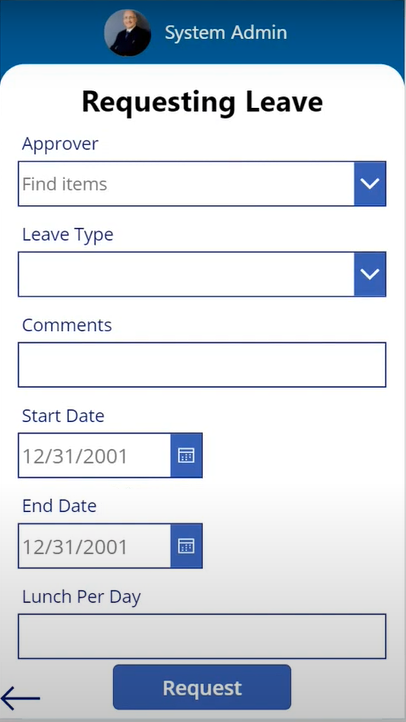 System Admin
Requesting Leave
Approver
Find items
Leave Type
Comments
Start Date
12/31/2001
End Date
12/31/2001
Lunch Per Day
Request